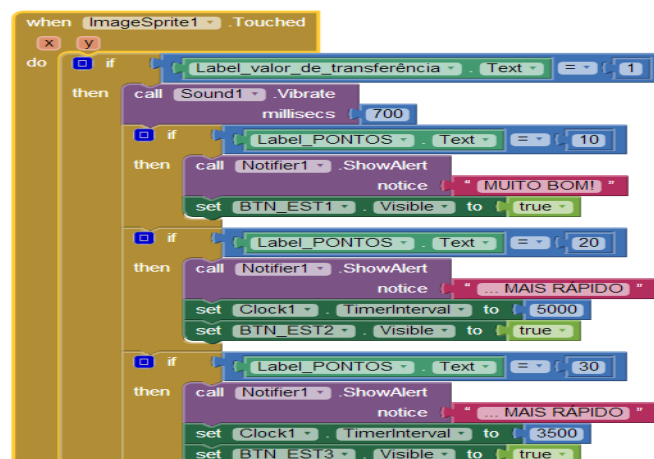 when ImageSprite1 .Touched
x y
do if Label_valor_de_transferência . Text = 1
then call Sound1 .Vibrate
millisecs 700
if Label_PONTOS . Text = 10
then call Notifier1 .ShowAlert
notice " MUITO BOM! "
set BTN_EST1 . Visible to true
if Label_PONTOS . Text = 20
then call Notifier1 .ShowAlert
notice " ... MAIS RÁPIDO "
set Clock1 . TimerInterval to 5000
set BTN_EST2 . Visible to true
if Label_PONTOS . Text = 30
then call Notifier1 .ShowAlert
notice " ... MAIS RÁPIDO "
set Clock1 . TimerInterval to 3500
set BTN_EST3 . Visible to true